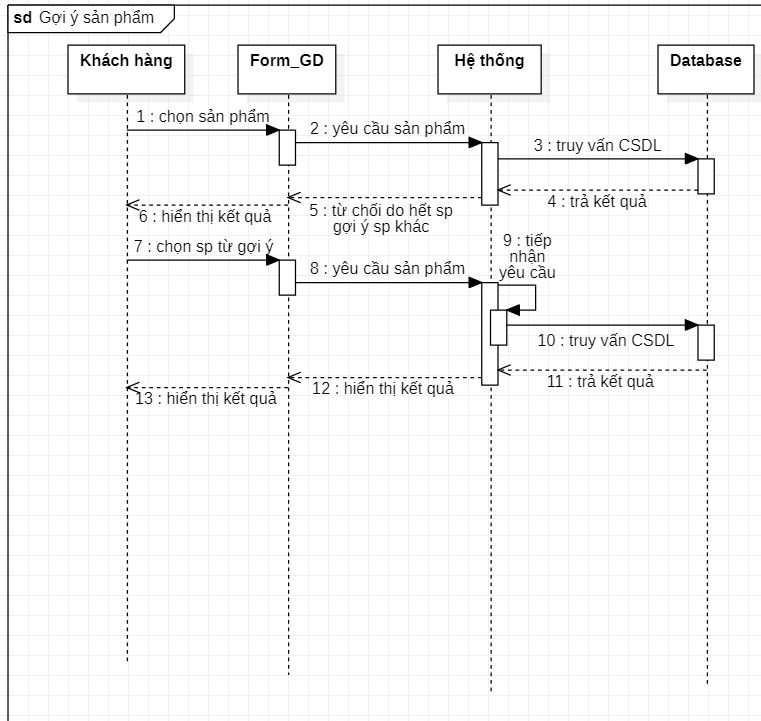 sd Gợi ý sản phẩm
Khách hàng
Form_GD
Hệ thống
Database
1 : chọn sản phẩm
2 : yêu cầu sản phẩm
3 : truy vấn CSDL
4 : trả kết quả
5 : từ chối do hết sp
gợi ý sp khác
6 : hiển thị kết quả
7 : chọn sp từ gợi ý
8 : yêu cầu sản phẩm
9 : tiếp
nhận
yêu cầu
10 : truy vấn CSDL
11 : trả kết quả
12 : hiển thị kết quả
13 : hiển thị kết quả